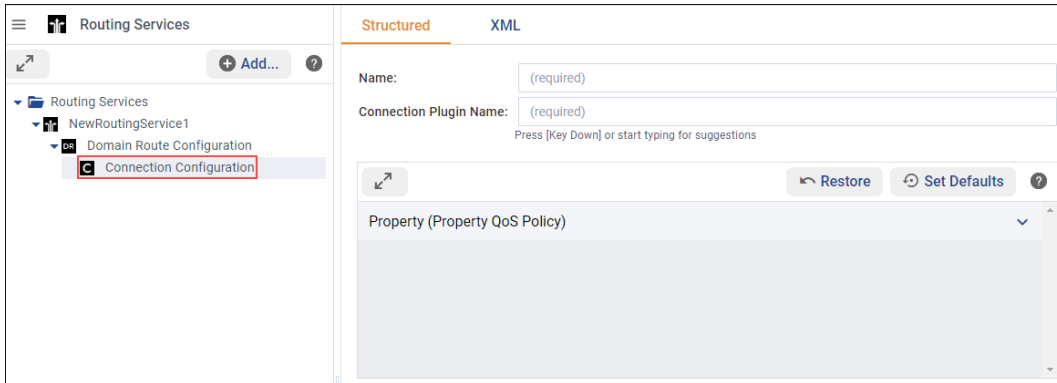 Routing Services
Add...
Routing Services
NewRoutingService1
DR Domain Route Configuration
C Connection Configuration
Structured XML
Name: (required)
Connection Plugin Name: (required)
Press [Key Down] or start typing for suggestions
Restore Set Defaults ?
Property (Property QoS Policy)